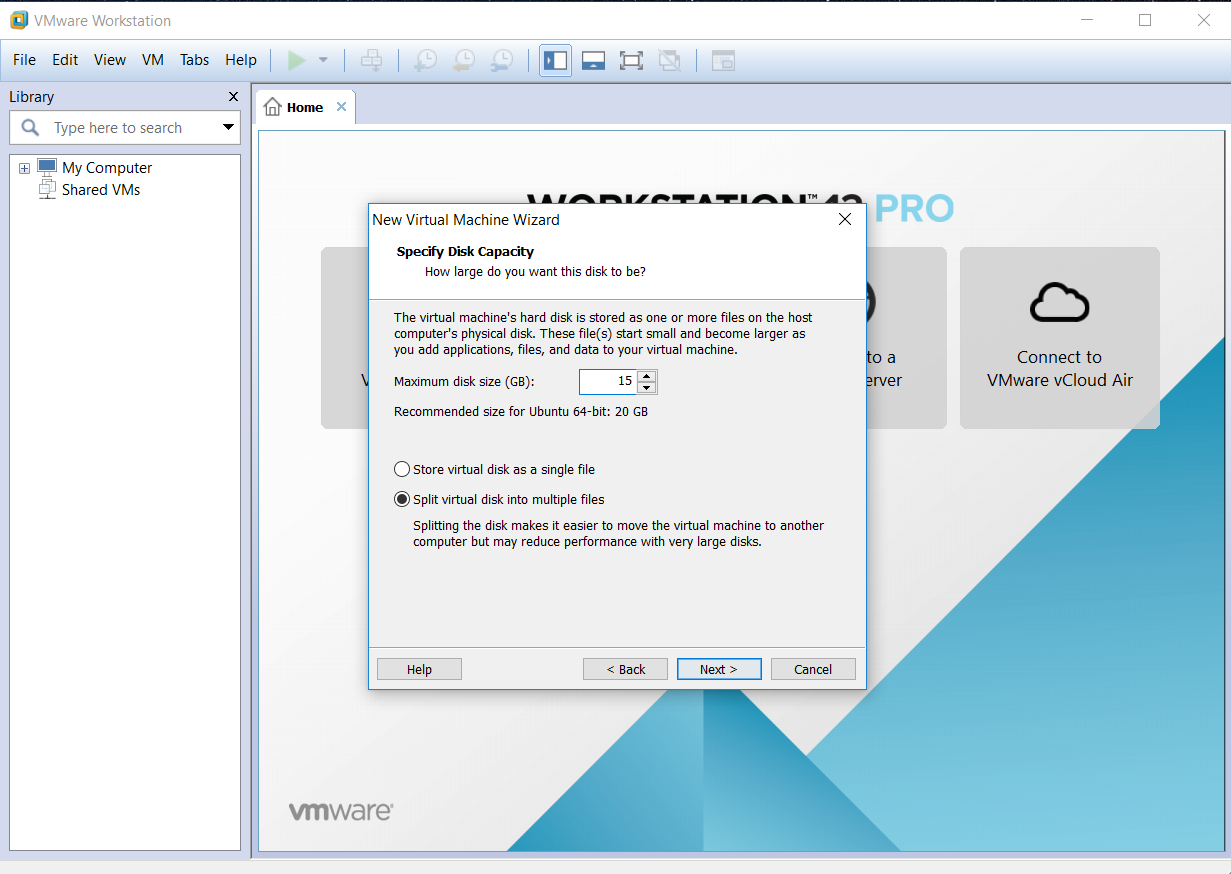 VMware Workstation
File Edit View VM Tabs Help
Library
Type here to search
My Computer
Shared VMs
Home
WORKSTATION™ 12 PRO
New Virtual Machine Wizard
Specify Disk Capacity
How large do you want this disk to be?
The virtual machine's hard disk is stored as one or more files on the host
computer's physical disk. These file(s) start small and become larger as
you add applications, files, and data to your virtual machine.
Maximum disk size (GB): 15
Recommended size for Ubuntu 64-bit: 20 GB
Store virtual disk as a single file
Split virtual disk into multiple files
Splitting the disk makes it easier to move the virtual machine to another
computer but may reduce performance with very large disks.
Help < Back Next > Cancel
to a
Connect to
VMware vCloud Air
vmware